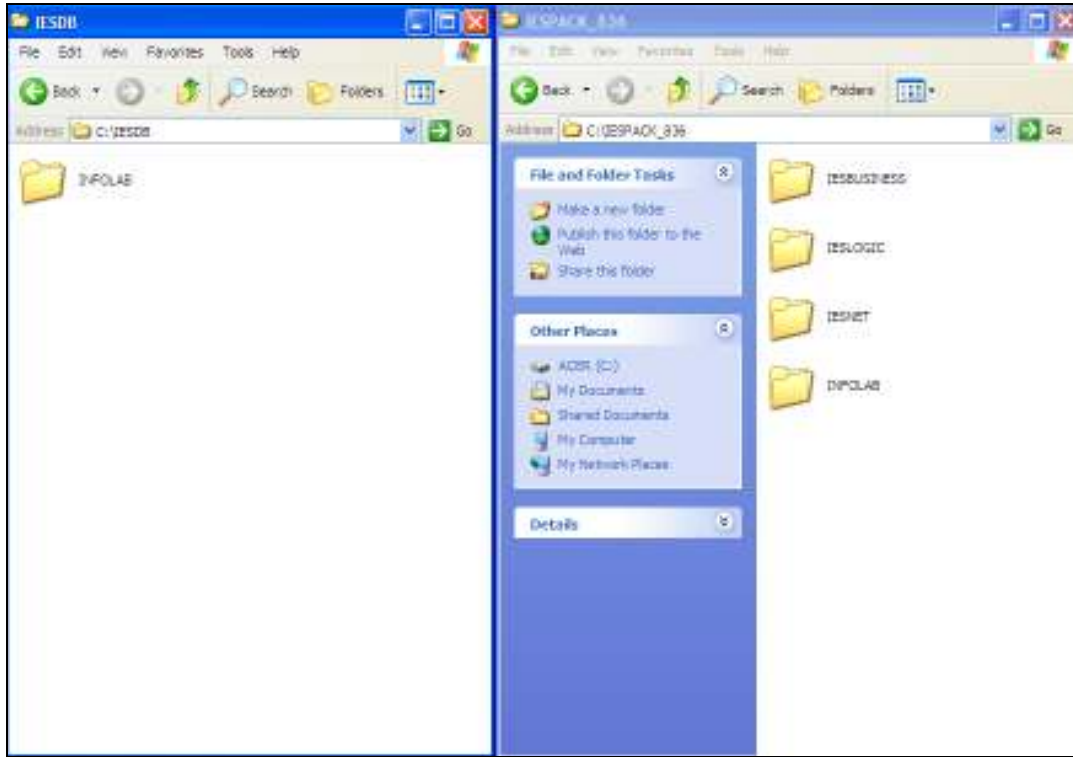 IESDB
File Edit View Favorites Tools Help
Back Search Folders
Address C:\IESDB Go
INFOLAB
IESPACK_836
File Edit View Favorites Tools Help
Back Search Folders
Address C:\IESPACK_836 Go
File and Folder Tasks
Make a new folder
Publish this folder to the
Web
Share this folder
Other Places
ACER (C:)
My Documents
Shared Documents
My Computer
My Network Places
Details
IESBUSINESS
IESLOGIC
IESNET
INFOLAB